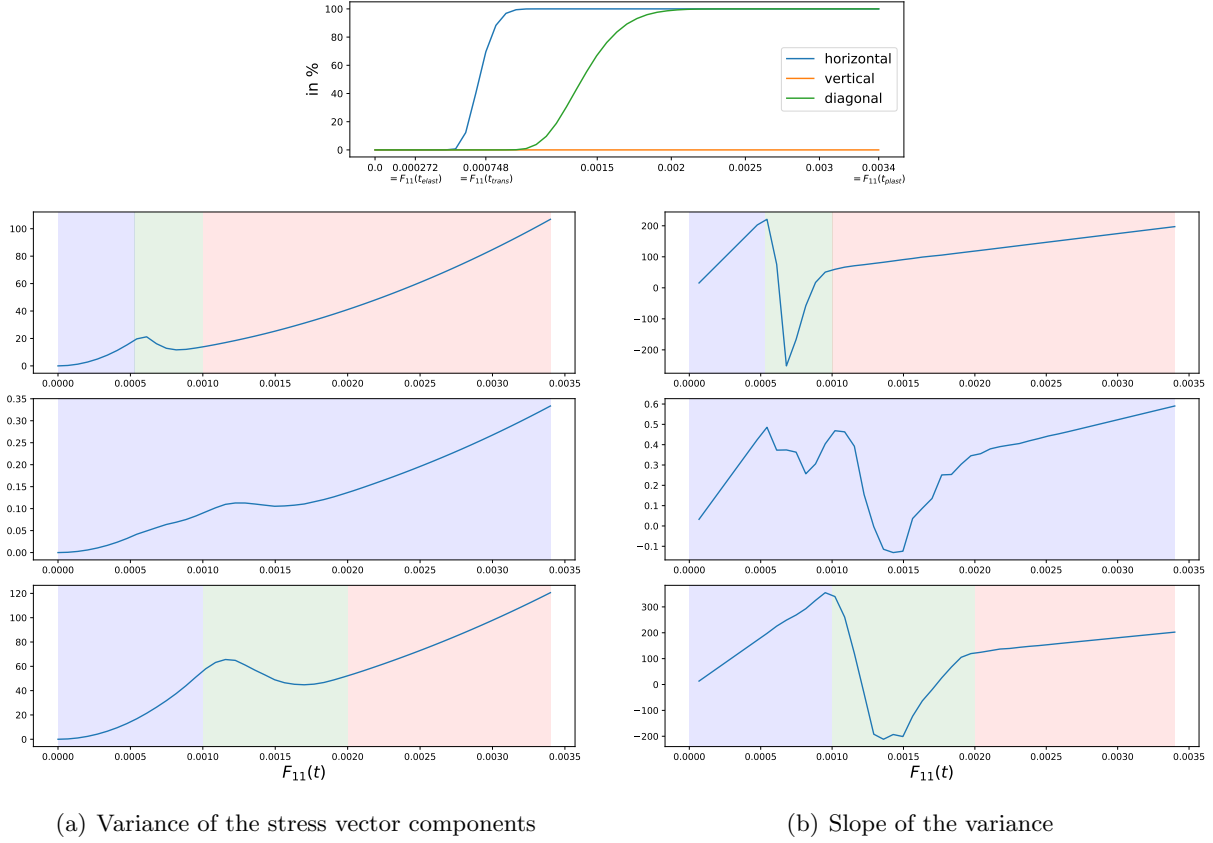 in %
100
80
60
40
20
0
horizontal
vertical
diagonal
0.0 0.000272 0.000748 0.0015 0.002 0.0025 0.003 0.0034
= F₁₁(t_elast) = F₁₁(t_trans) = F₁₁(t_plast)
100
80
60
40
20
0
0.0000 0.0005 0.0010 0.0015 0.0020 0.0025 0.0030 0.0035
200
100
0
−100
−200
0.0000 0.0005 0.0010 0.0015 0.0020 0.0025 0.0030 0.0035
0.35
0.30
0.25
0.20
0.15
0.10
0.05
0.00
0.0000 0.0005 0.0010 0.0015 0.0020 0.0025 0.0030 0.0035
0.6
0.5
0.4
0.3
0.2
0.1
0.0
−0.1
0.0000 0.0005 0.0010 0.0015 0.0020 0.0025 0.0030 0.0035
120
100
80
60
40
20
0
0.0000 0.0005 0.0010 0.0015 0.0020 0.0025 0.0030 0.0035
F₁₁(t)
300
200
100
0
−100
−200
0.0000 0.0005 0.0010 0.0015 0.0020 0.0025 0.0030 0.0035
F₁₁(t)
(a) Variance of the stress vector components
(b) Slope of the variance